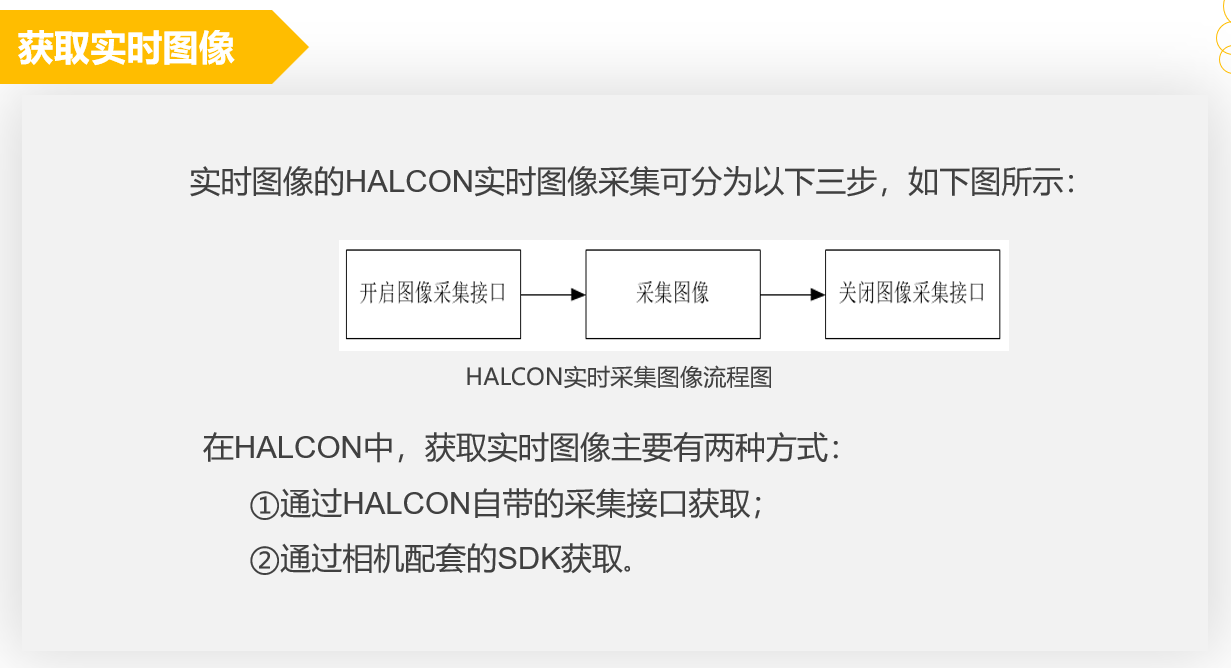 获取实时图像
实时图像的HALCON实时图像采集可分为以下三步，如下图所示：
开启图像采集接口
采集图像
关闭图像采集接口
HALCON实时采集图像流程图
在HALCON中，获取实时图像主要有两种方式：
①通过HALCON自带的采集接口获取；
②通过相机配套的SDK获取。